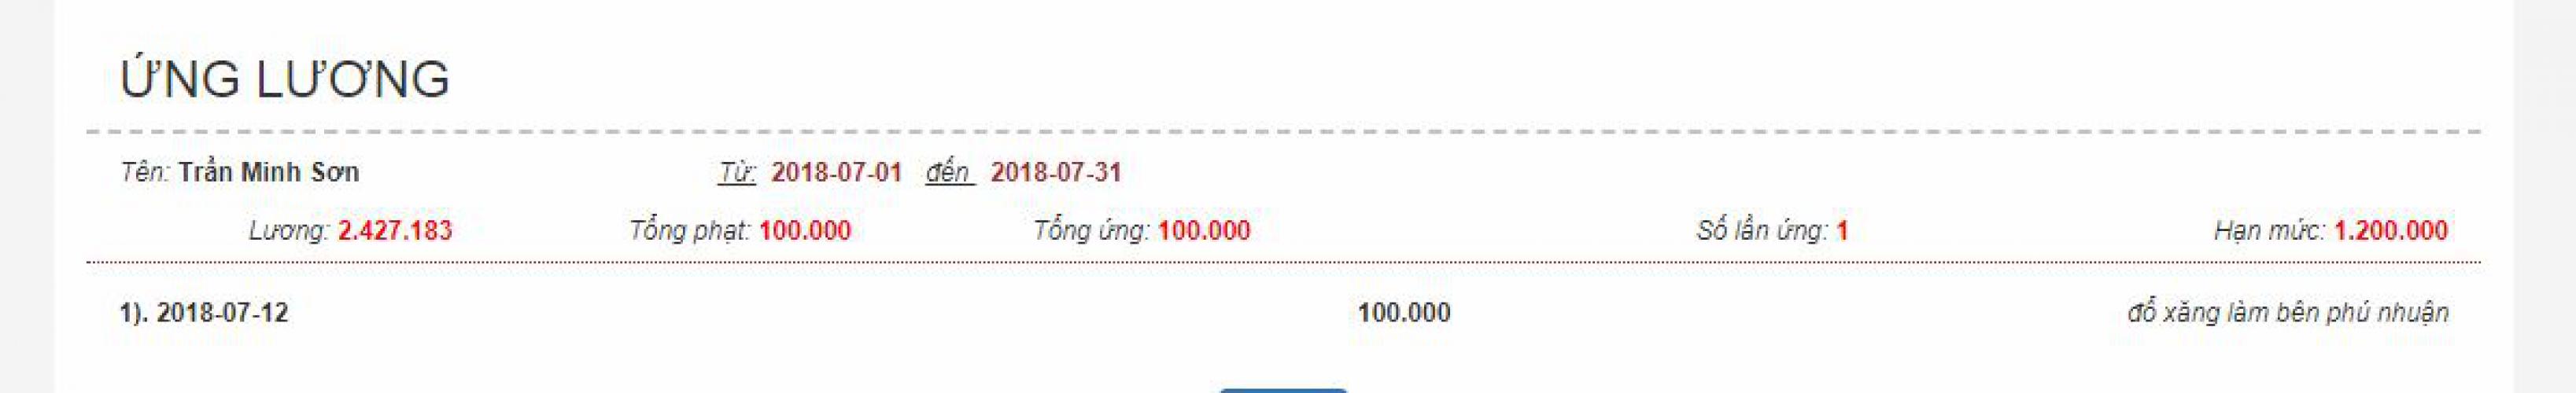 ỨNG LƯƠNG
Tên: Trần Minh Sơn Từ: 2018-07-01 đến 2018-07-31
Lương: 2.427.183 Tổng phạt: 100.000 Tổng ứng: 100.000 Số lần ứng: 1 Hạn mức: 1.200.000
1). 2018-07-12 100.000 đổ xăng làm bên phú nhuận